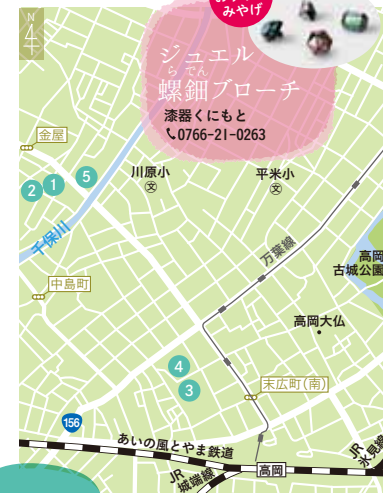 みやげ
N
ジュエル
らでん
螺鈿ブローチ
漆器くにもと
0766-21-0263
金屋
川原小
文
平米小
文
2
1
5
千保川
万葉線
高岡
古城公園
中島町
高岡大仏
4
3
末広町(南)
156
あいの風とやま鉄道
JR
城端線
高岡
JR
氷見線